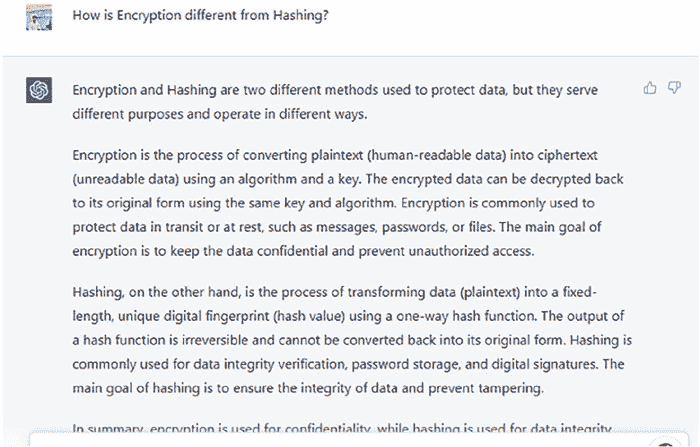 How is Encryption different from Hashing?
Encryption and Hashing are two different methods used to protect data, but they serve
different purposes and operate in different ways.
Encryption is the process of converting plaintext (human-readable data) into ciphertext
(unreadable data) using an algorithm and a key. The encrypted data can be decrypted back
to its original form using the same key and algorithm. Encryption is commonly used to
protect data in transit or at rest, such as messages, passwords, or files. The main goal of
encryption is to keep the data confidential and prevent unauthorized access.
Hashing, on the other hand, is the process of transforming data (plaintext) into a fixed-
length, unique digital fingerprint (hash value) using a one-way hash function. The output of
a hash function is irreversible and cannot be converted back into its original form. Hashing is
commonly used for data integrity verification, password storage, and digital signatures. The
main goal of hashing is to ensure the integrity of data and prevent tampering.
In summary, encryption is used for confidentiality, while hashing is used for data integrity